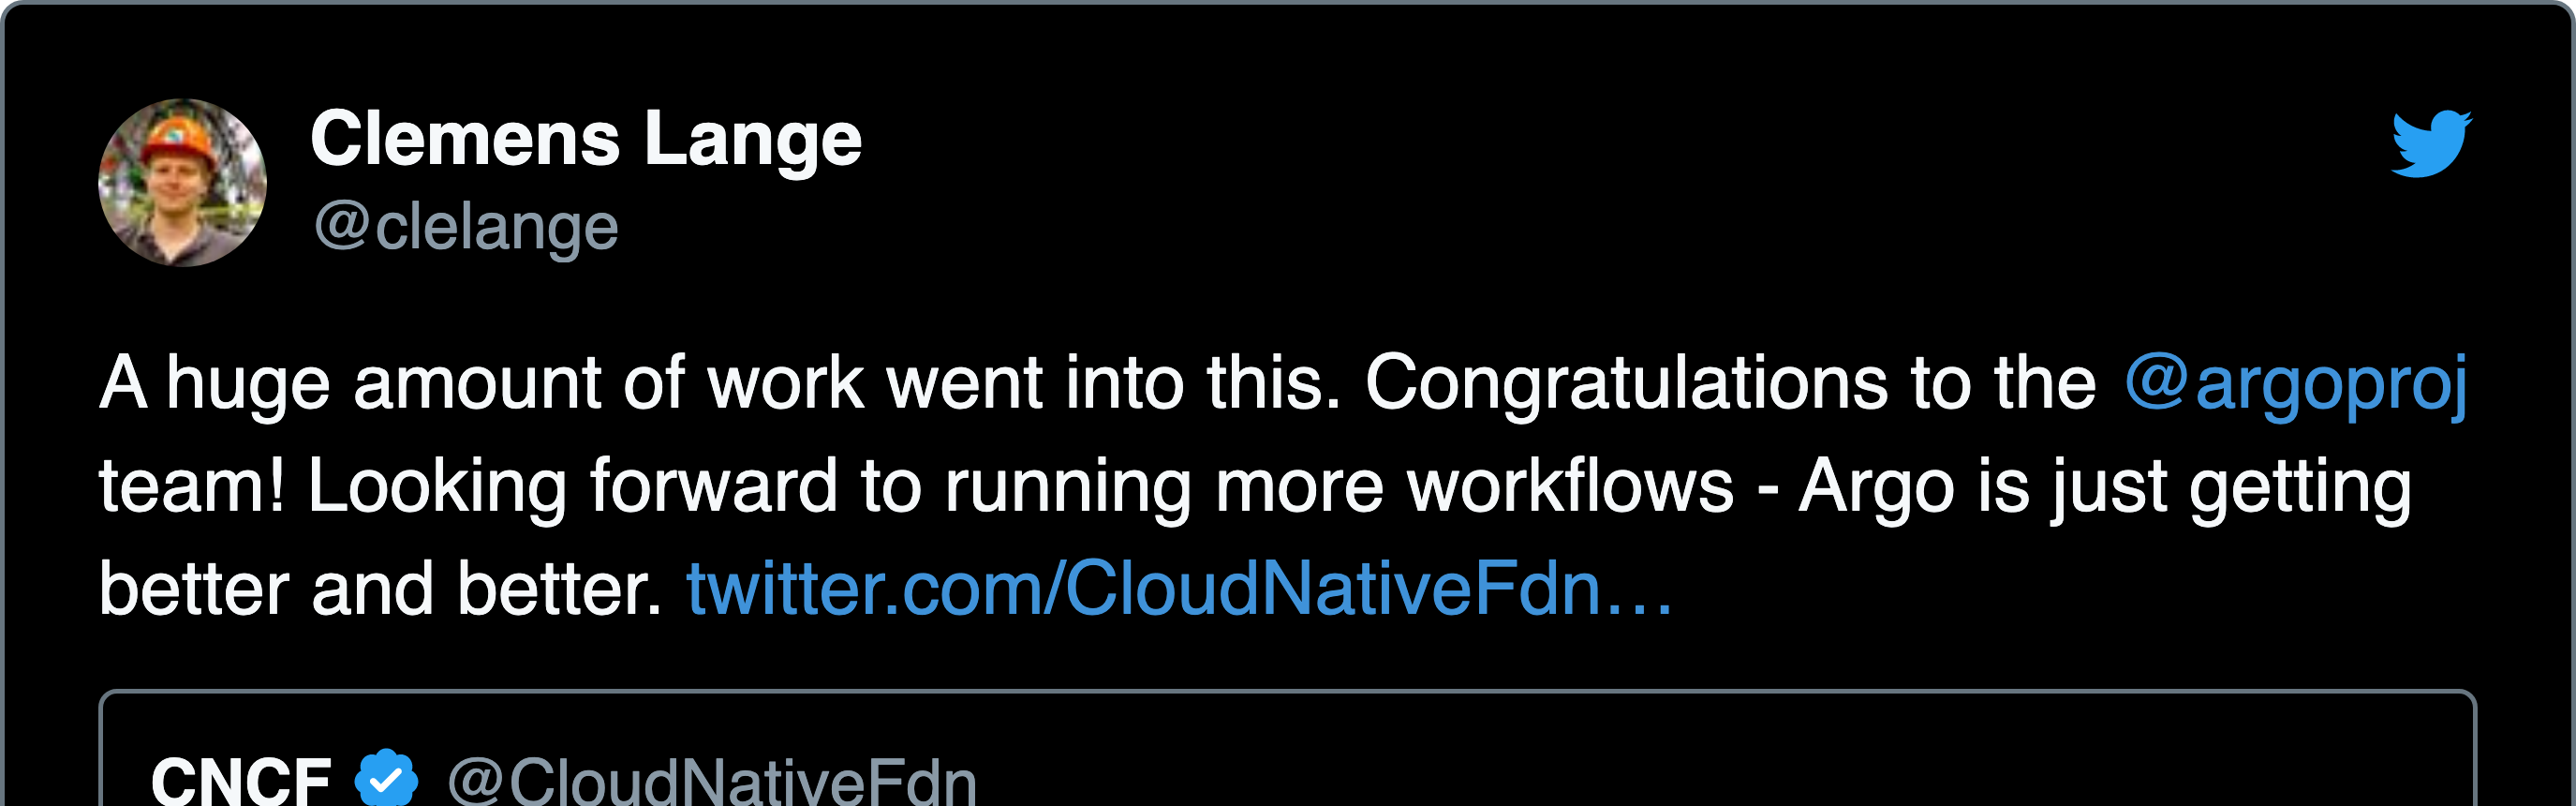 Clemens Lange
@clelange
A huge amount of work went into this. Congratulations to the @argoproj
team! Looking forward to running more workflows - Argo is just getting
better and better. twitter.com/CloudNativeFdn…
CNCF @CloudNativeFdn